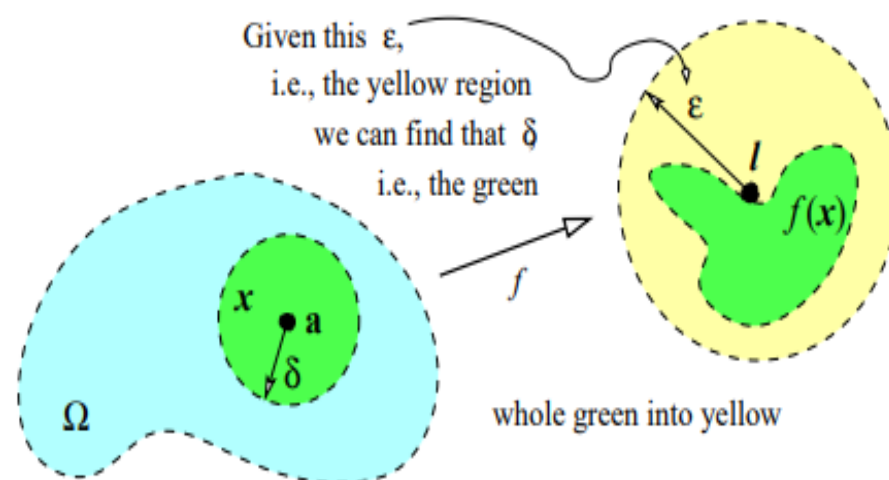 Given this ε,
i.e., the yellow region
we can find that δ
i.e., the green
ε
l
f(x)
f
x
a
δ
Ω
whole green into yellow